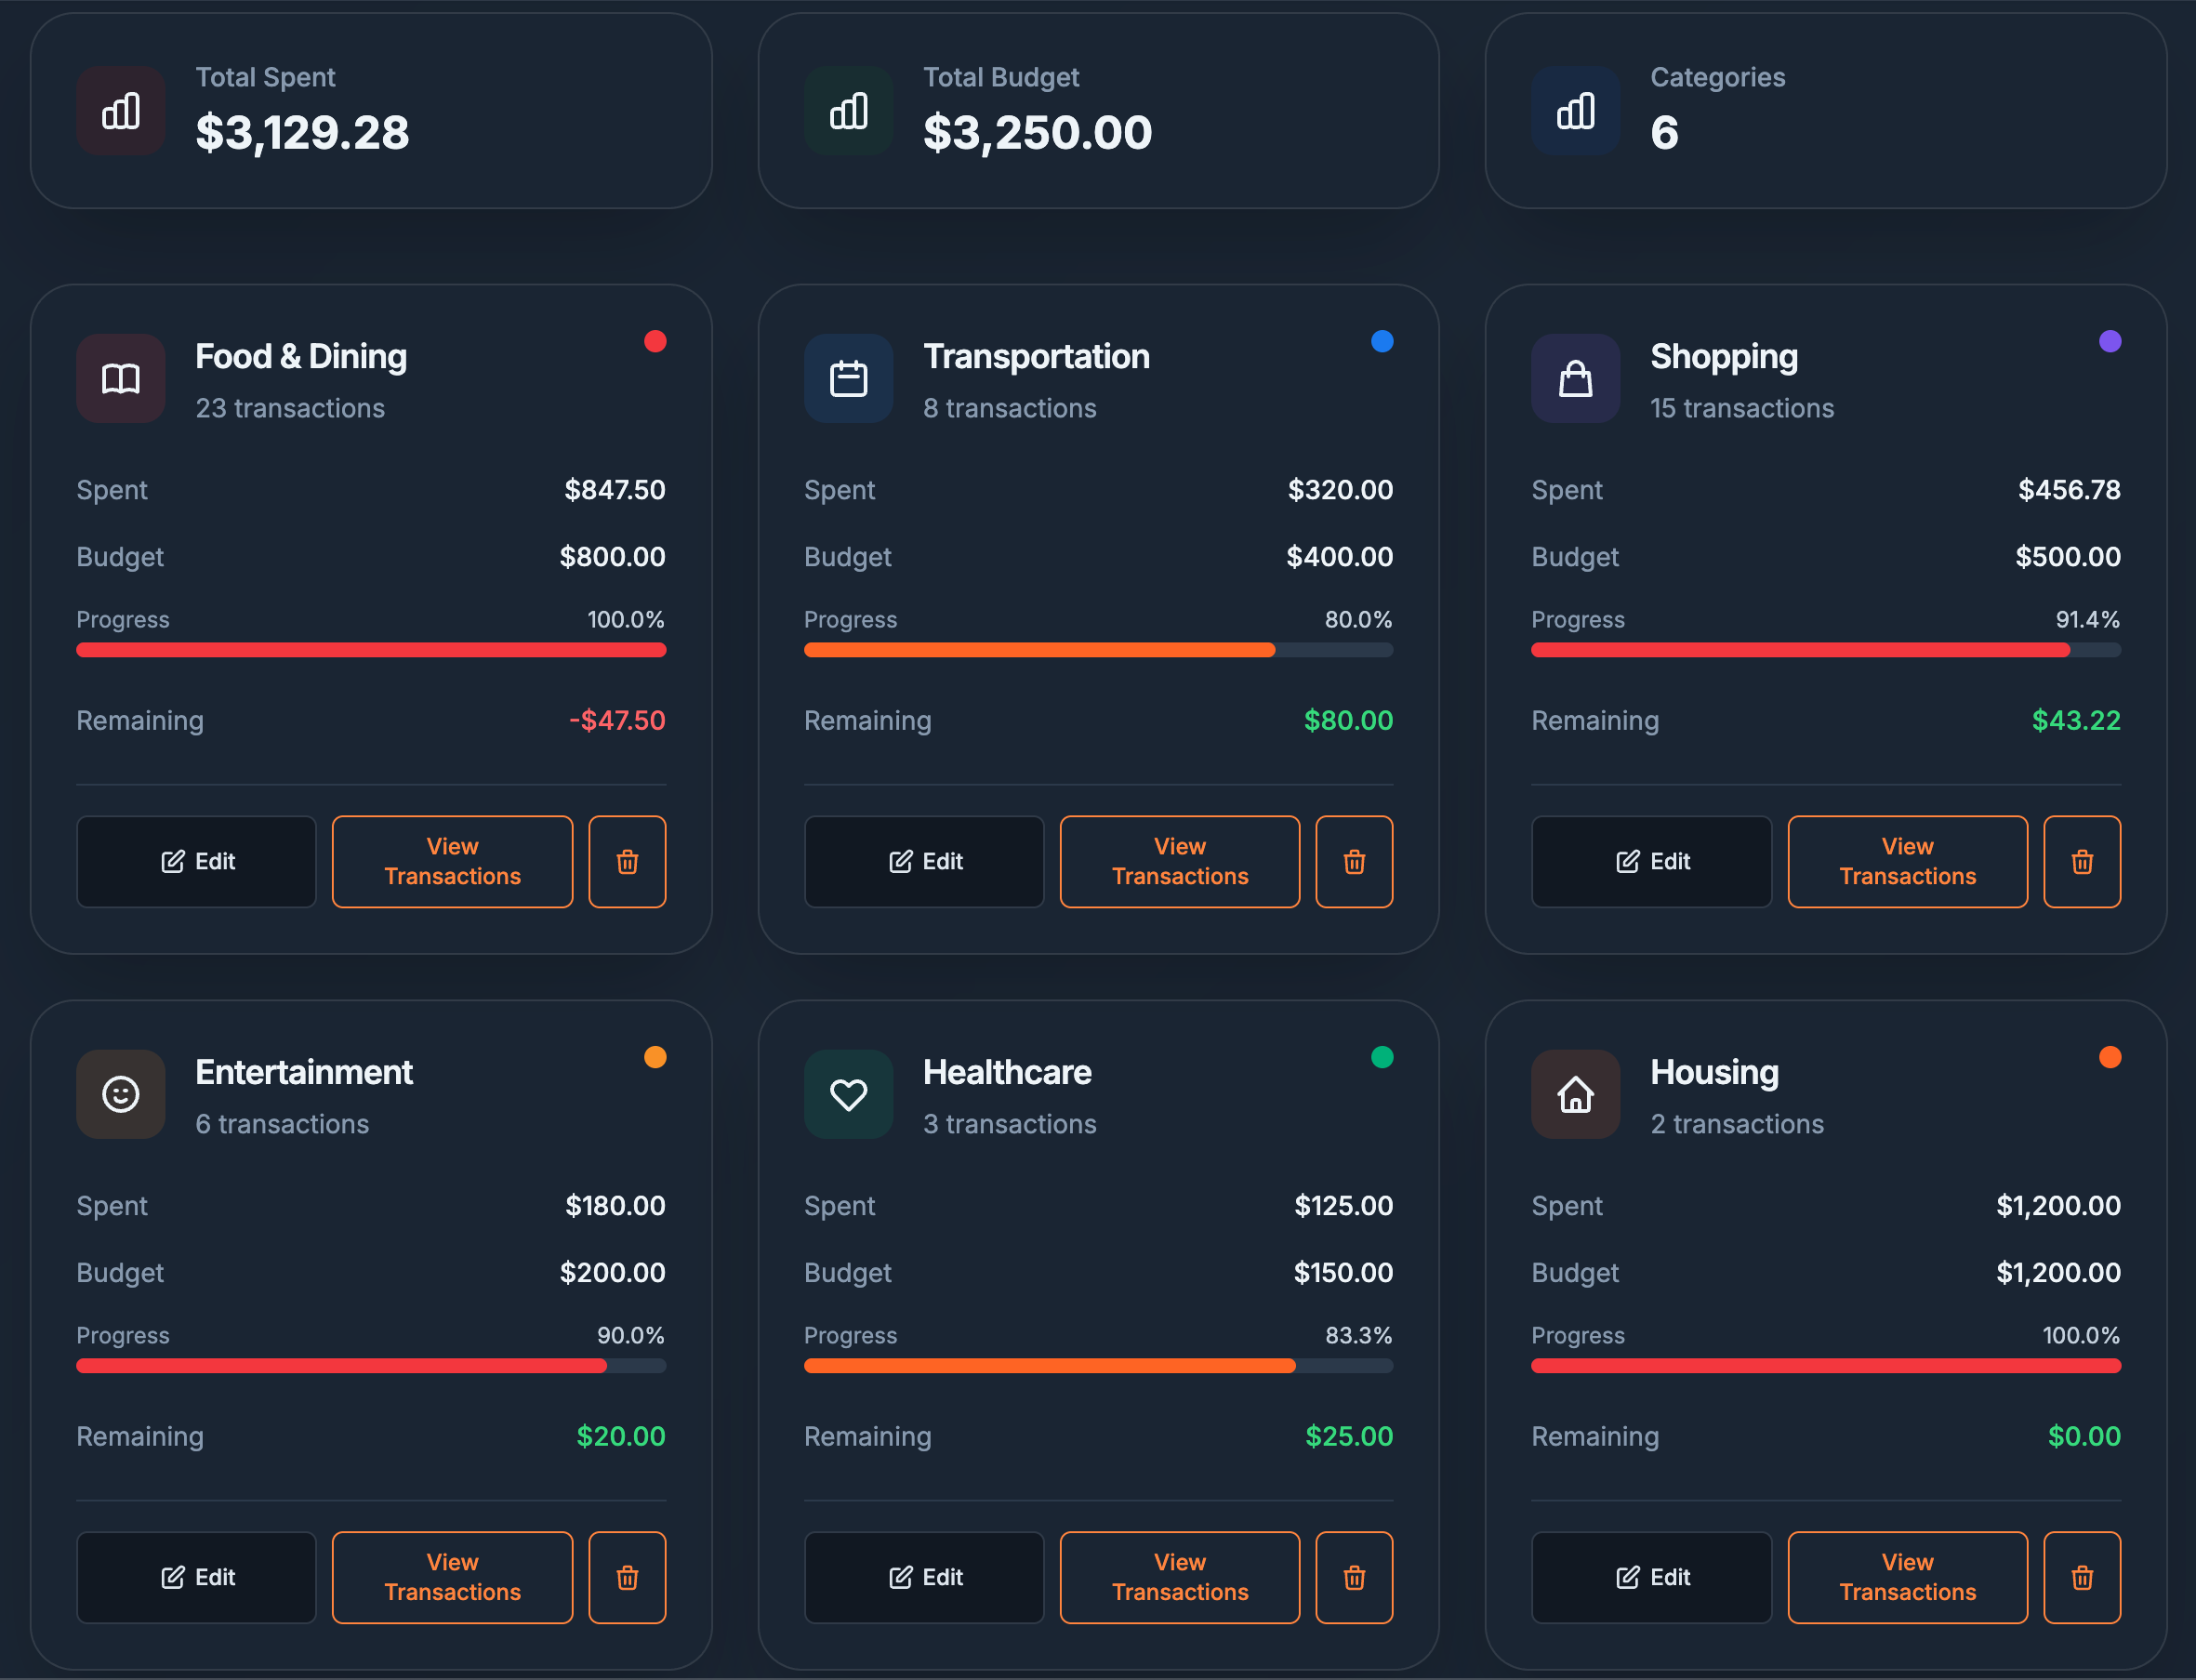 Total Spent
$3,129.28
Total Budget
$3,250.00
Categories
6
Food & Dining
23 transactions
Spent $847.50
Budget $800.00
Progress 100.0%
Remaining -$47.50
Edit
View
Transactions
Transportation
8 transactions
Spent $320.00
Budget $400.00
Progress 80.0%
Remaining $80.00
Edit
View
Transactions
Shopping
15 transactions
Spent $456.78
Budget $500.00
Progress 91.4%
Remaining $43.22
Edit
View
Transactions
Entertainment
6 transactions
Spent $180.00
Budget $200.00
Progress 90.0%
Remaining $20.00
Edit
View
Transactions
Healthcare
3 transactions
Spent $125.00
Budget $150.00
Progress 83.3%
Remaining $25.00
Edit
View
Transactions
Housing
2 transactions
Spent $1,200.00
Budget $1,200.00
Progress 100.0%
Remaining $0.00
Edit
View
Transactions